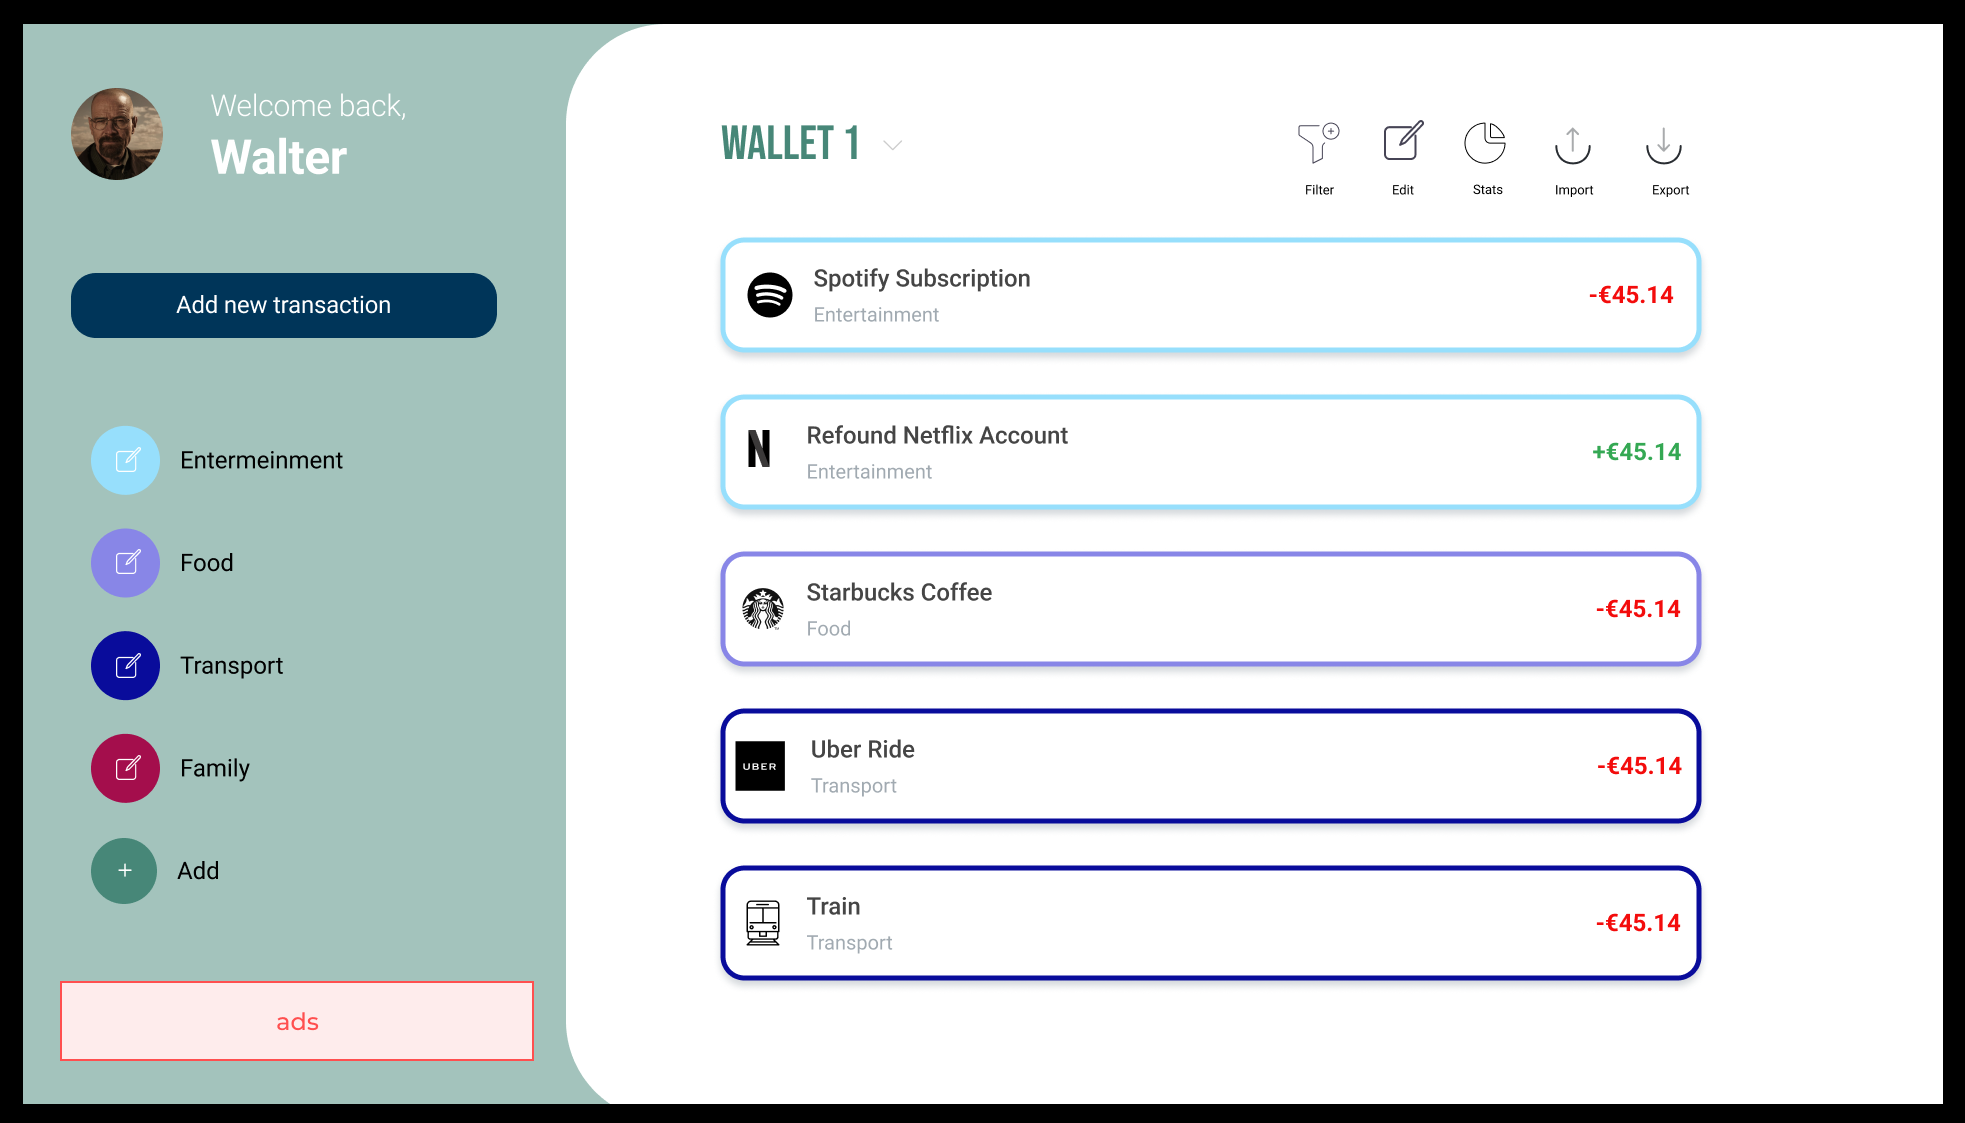 Welcome back,
Walter
Add new transaction
Entermeinment
Food
Transport
Family
+ Add
ads
WALLET 1
Filter
Edit
Stats
Import
Export
Spotify Subscription
Entertainment
-€45.14
N
Refound Netflix Account
Entertainment
+€45.14
Starbucks Coffee
Food
-€45.14
UBER
Uber Ride
Transport
-€45.14
Train
Transport
-€45.14